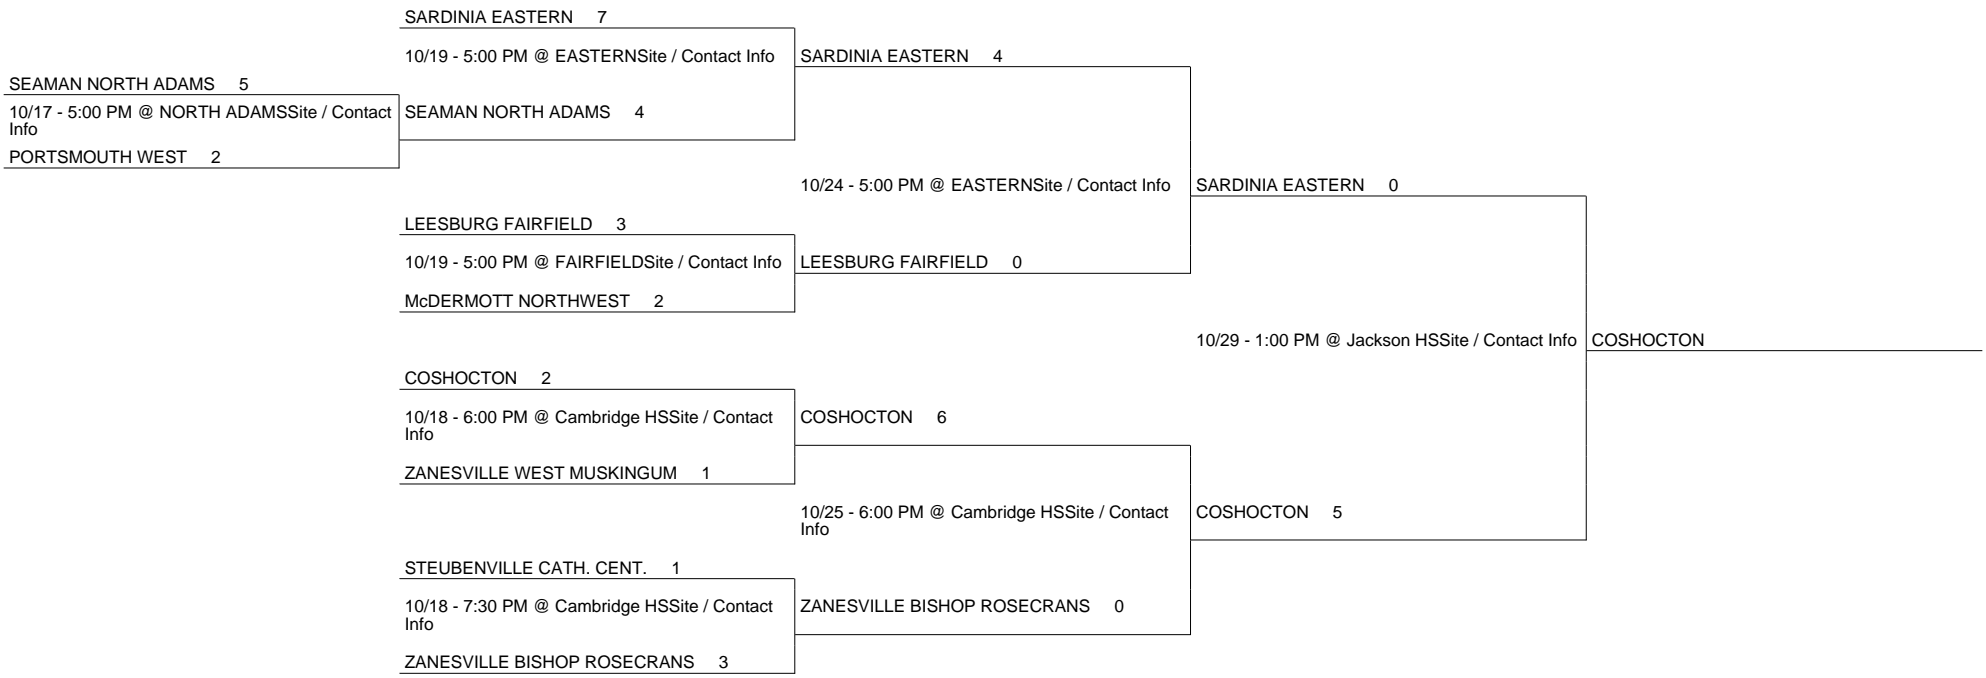 SARDINIA EASTERN 7
10/19 - 5:00 PM @ EASTERNSite / Contact Info
SARDINIA EASTERN 4
SEAMAN NORTH ADAMS 5
10/17 - 5:00 PM @ NORTH ADAMSSite / Contact
Info
SEAMAN NORTH ADAMS 4
PORTSMOUTH WEST 2
10/24 - 5:00 PM @ EASTERNSite / Contact Info
SARDINIA EASTERN 0
LEESBURG FAIRFIELD 3
10/19 - 5:00 PM @ FAIRFIELDSite / Contact Info
LEESBURG FAIRFIELD 0
McDERMOTT NORTHWEST 2
10/29 - 1:00 PM @ Jackson HSSite / Contact Info
COSHOCTON
COSHOCTON 2
10/18 - 6:00 PM @ Cambridge HSSite / Contact
Info
COSHOCTON 6
ZANESVILLE WEST MUSKINGUM 1
10/25 - 6:00 PM @ Cambridge HSSite / Contact
Info
COSHOCTON 5
STEUBENVILLE CATH. CENT. 1
10/18 - 7:30 PM @ Cambridge HSSite / Contact
Info
ZANESVILLE BISHOP ROSECRANS 0
ZANESVILLE BISHOP ROSECRANS 3